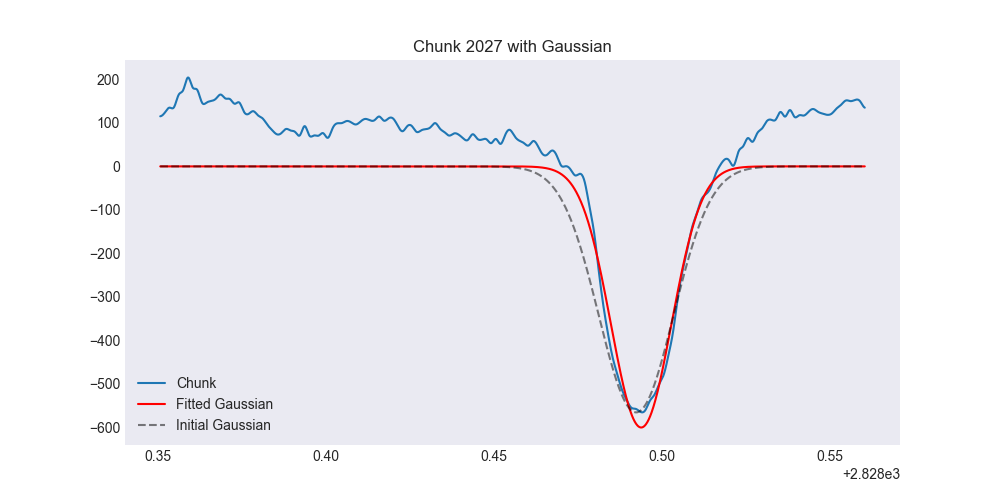 Chunk 2027 with Gaussian
200
100
0
−100
−200
−300
−400
−500
−600
Chunk
Fitted Gaussian
Initial Gaussian
0.35 0.40 0.45 0.50 0.55
+2.828e3